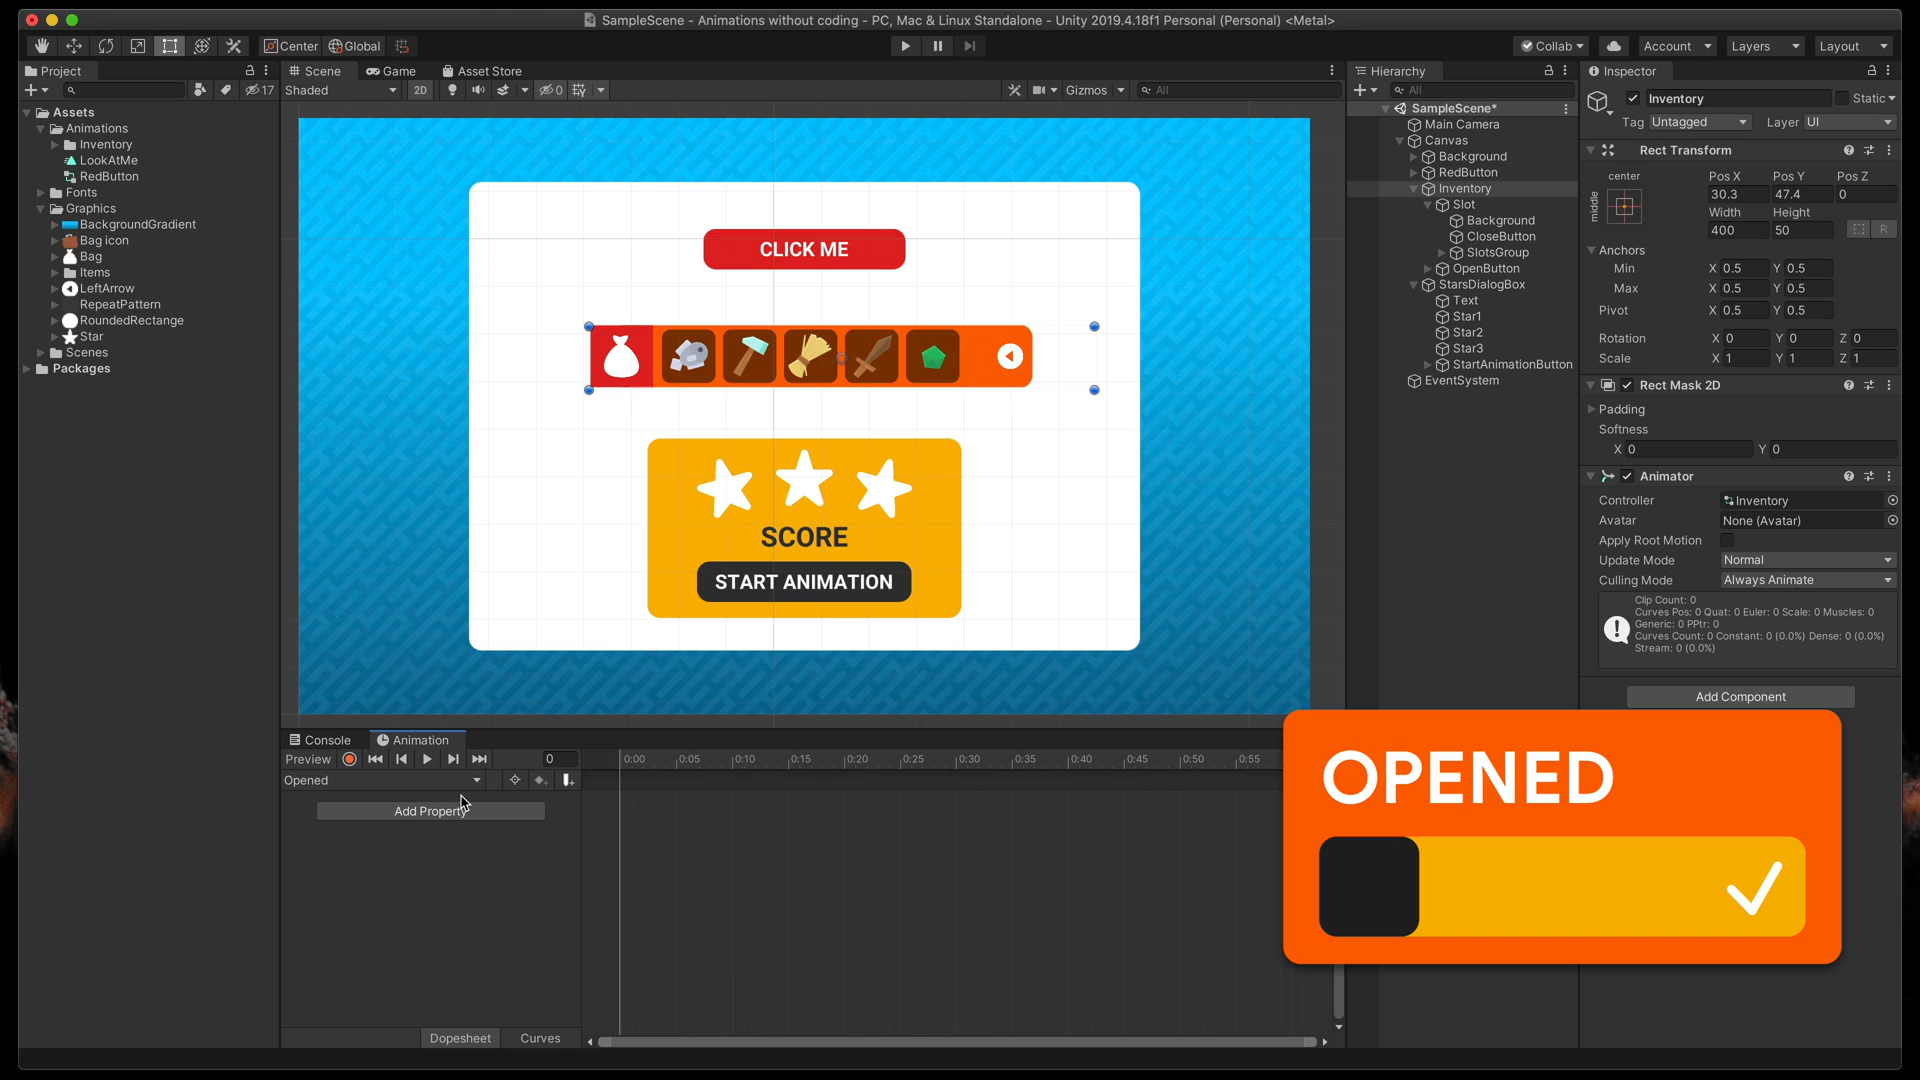 SampleScene - Animations without coding - PC, Mac & Linux Standalone - Unity 2019.4.18f1 Personal (Personal) <Metal>
Center
Global
Collab
Account
Layers
Layout
Project
17
Assets
Animations
Inventory
LookAtMe
RedButton
Fonts
Graphics
BackgroundGradient
Bag icon
Bag
Items
LeftArrow
RepeatPattern
RoundedRectange
Star
Scenes
Packages
Scene
Game
Asset Store
Shaded
2D
0
Gizmos
All
CLICK ME
SCORE
START ANIMATION
Console
Animation
Preview
0
0:00
0:05
0:10
0:15
0:20
0:25
0:30
0:35
0:40
0:45
0:50
0:55
Opened
Add Property
Dopesheet
Curves
Hierarchy
All
SampleScene*
Main Camera
Canvas
Background
RedButton
Inventory
Slot
Background
CloseButton
SlotsGroup
OpenButton
StarsDialogBox
Text
Star1
Star2
Star3
StartAnimationButton
EventSystem
Inspector
Inventory
Static
Tag Untagged Layer UI
Rect Transform
center
middle
Pos X Pos Y Pos Z
30.3 47.4 0
Width Height
400 50
R
Anchors
Min X 0.5 Y 0.5
Max X 0.5 Y 0.5
Pivot X 0.5 Y 0.5
Rotation X 0 Y 0 Z 0
Scale X 1 Y 1 Z 1
Rect Mask 2D
Padding
Softness
X 0 Y 0
Animator
Controller Inventory
Avatar None (Avatar)
Apply Root Motion
Update Mode Normal
Culling Mode Always Animate
Clip Count: 0
Curves Pos: 0 Quat: 0 Euler: 0 Scale: 0 Muscles: 0
Generic: 0 PPtr: 0
Curves Count: 0 Constant: 0 (0.0%) Dense: 0 (0.0%)
Stream: 0 (0.0%)
Add Component
OPENED